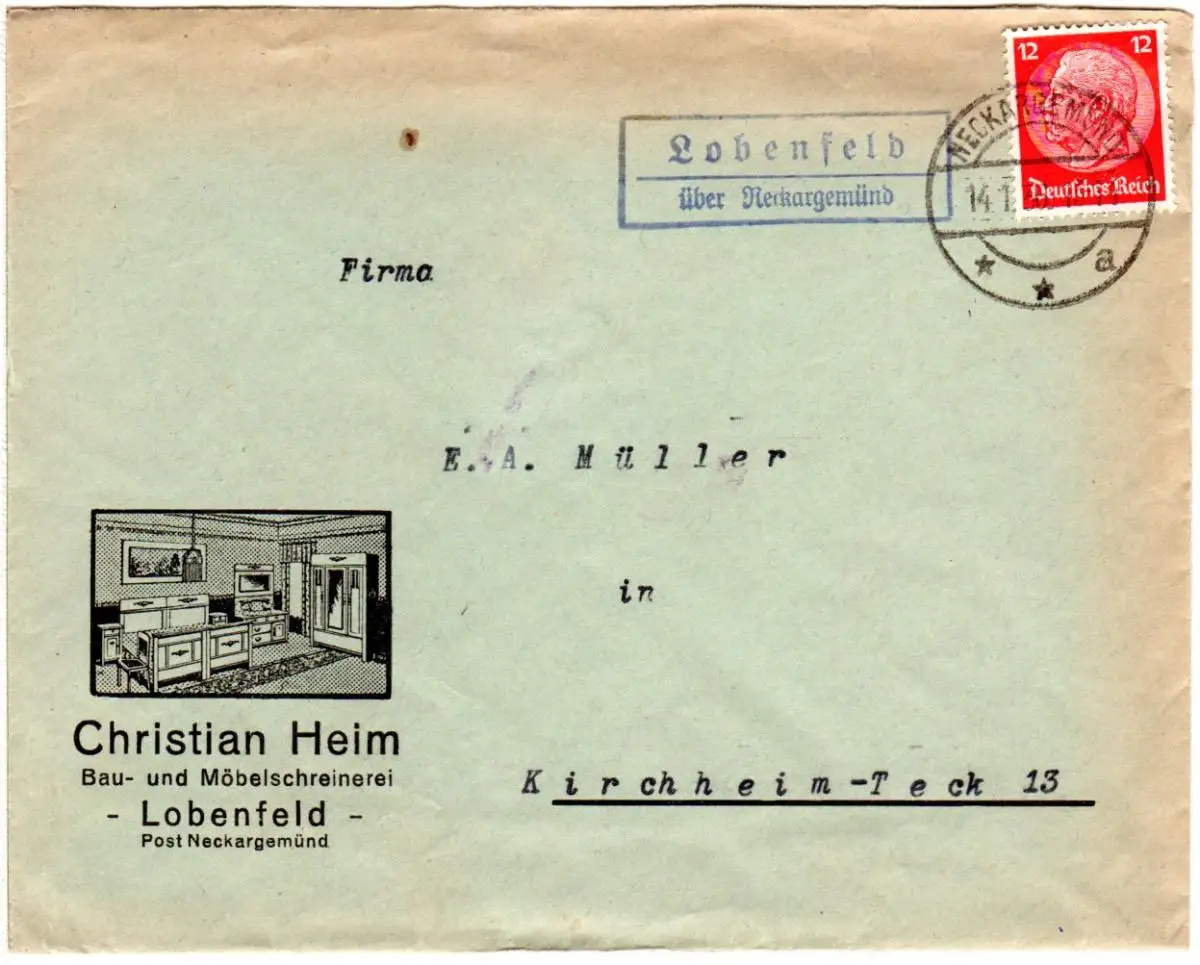 12 12
Deutsches Reich
NECKARGEMÜND
14.1.
a
Lobenfeld
über Neckargemünd
Firma
E. A. Müller
in
Kirchheim-Teck 13
Christian Heim
Bau- und Möbelschreinerei
- Lobenfeld -
Post Neckargemünd